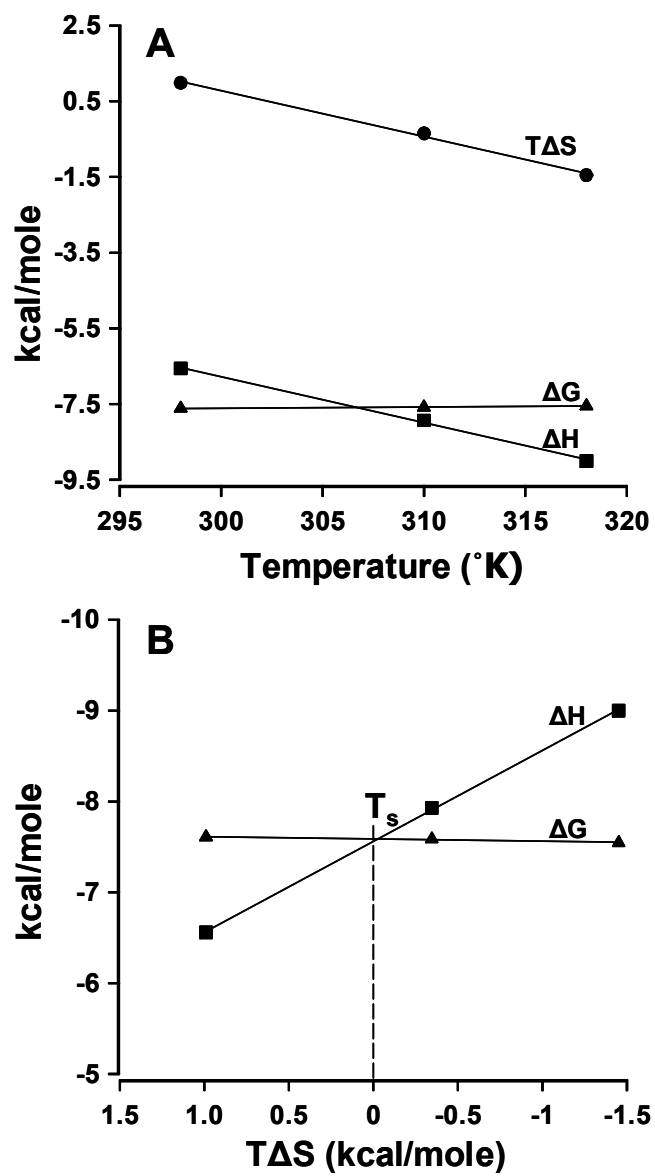 A
2.5
0.5
-1.5
-3.5
-5.5
-7.5
-9.5
kcal/mole
TΔS
ΔG
ΔH
295 300 305 310 315 320
Temperature (˚K)
B
-10
-9
-8
-7
-6
-5
kcal/mole
ΔH
Ts
ΔG
1.5 1.0 0.5 0 -0.5 -1 -1.5
TΔS (kcal/mole)